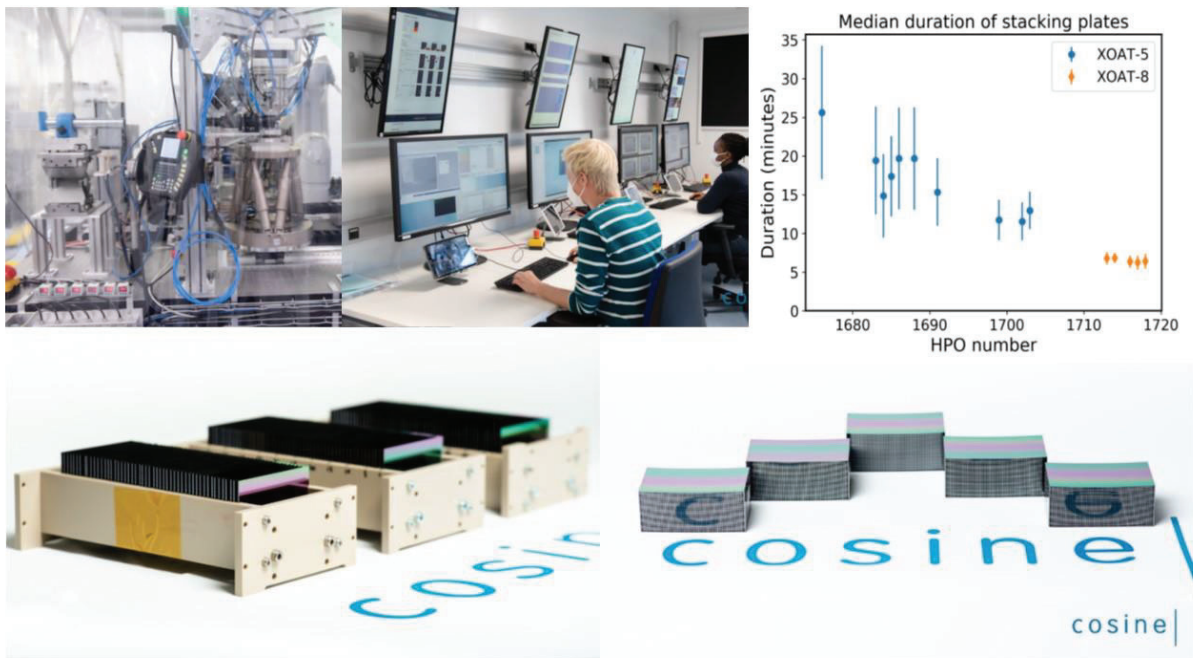 Median duration of stacking plates
35
30
25
20
15
10
5
0
Duration (minutes)
XOAT-5
XOAT-8
1680 1690 1700 1710 1720
HPO number
cosin
cosine
cosine